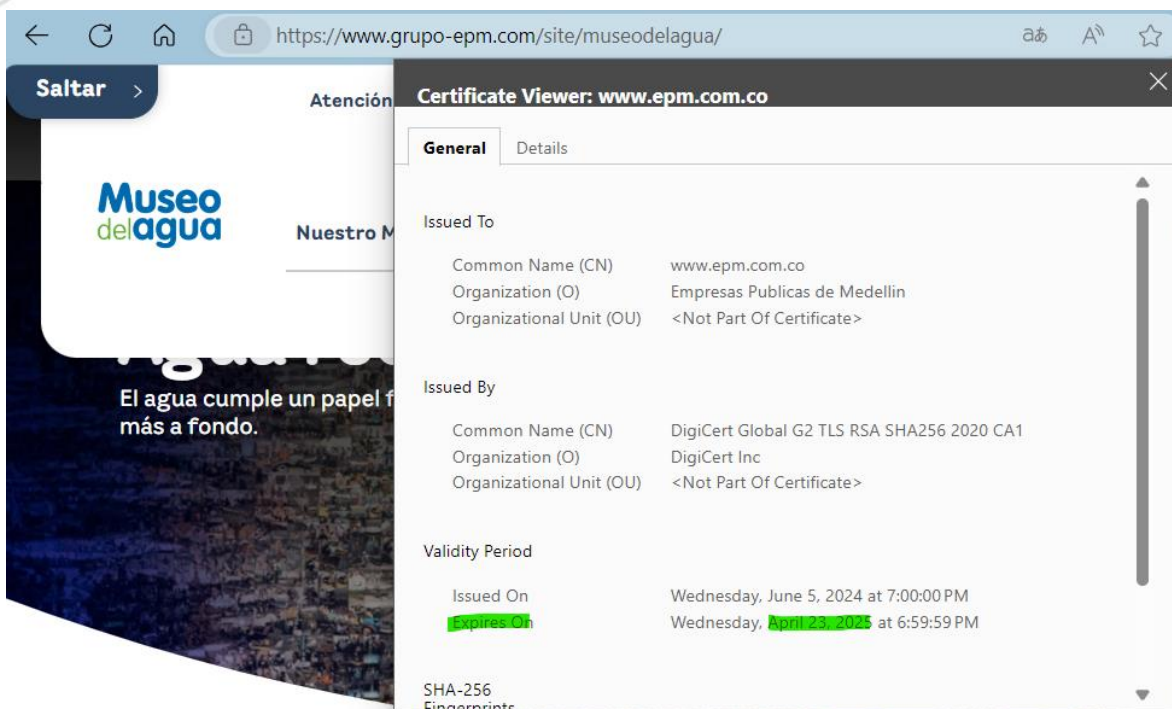 https://www.grupo-epm.com/site/museodelagua/
Saltar >
Atención
Museo
delagua
Nuestro M
El agua cumple un papel f
más a fondo.
Certificate Viewer: www.epm.com.co
General Details
Issued To
Common Name (CN) www.epm.com.co
Organization (O) Empresas Publicas de Medellin
Organizational Unit (OU) <Not Part Of Certificate>
Issued By
Common Name (CN) DigiCert Global G2 TLS RSA SHA256 2020 CA1
Organization (O) DigiCert Inc
Organizational Unit (OU) <Not Part Of Certificate>
Validity Period
Issued On Wednesday, June 5, 2024 at 7:00:00 PM
Expires On Wednesday, April 23, 2025 at 6:59:59 PM
SHA-256
Fingerprints